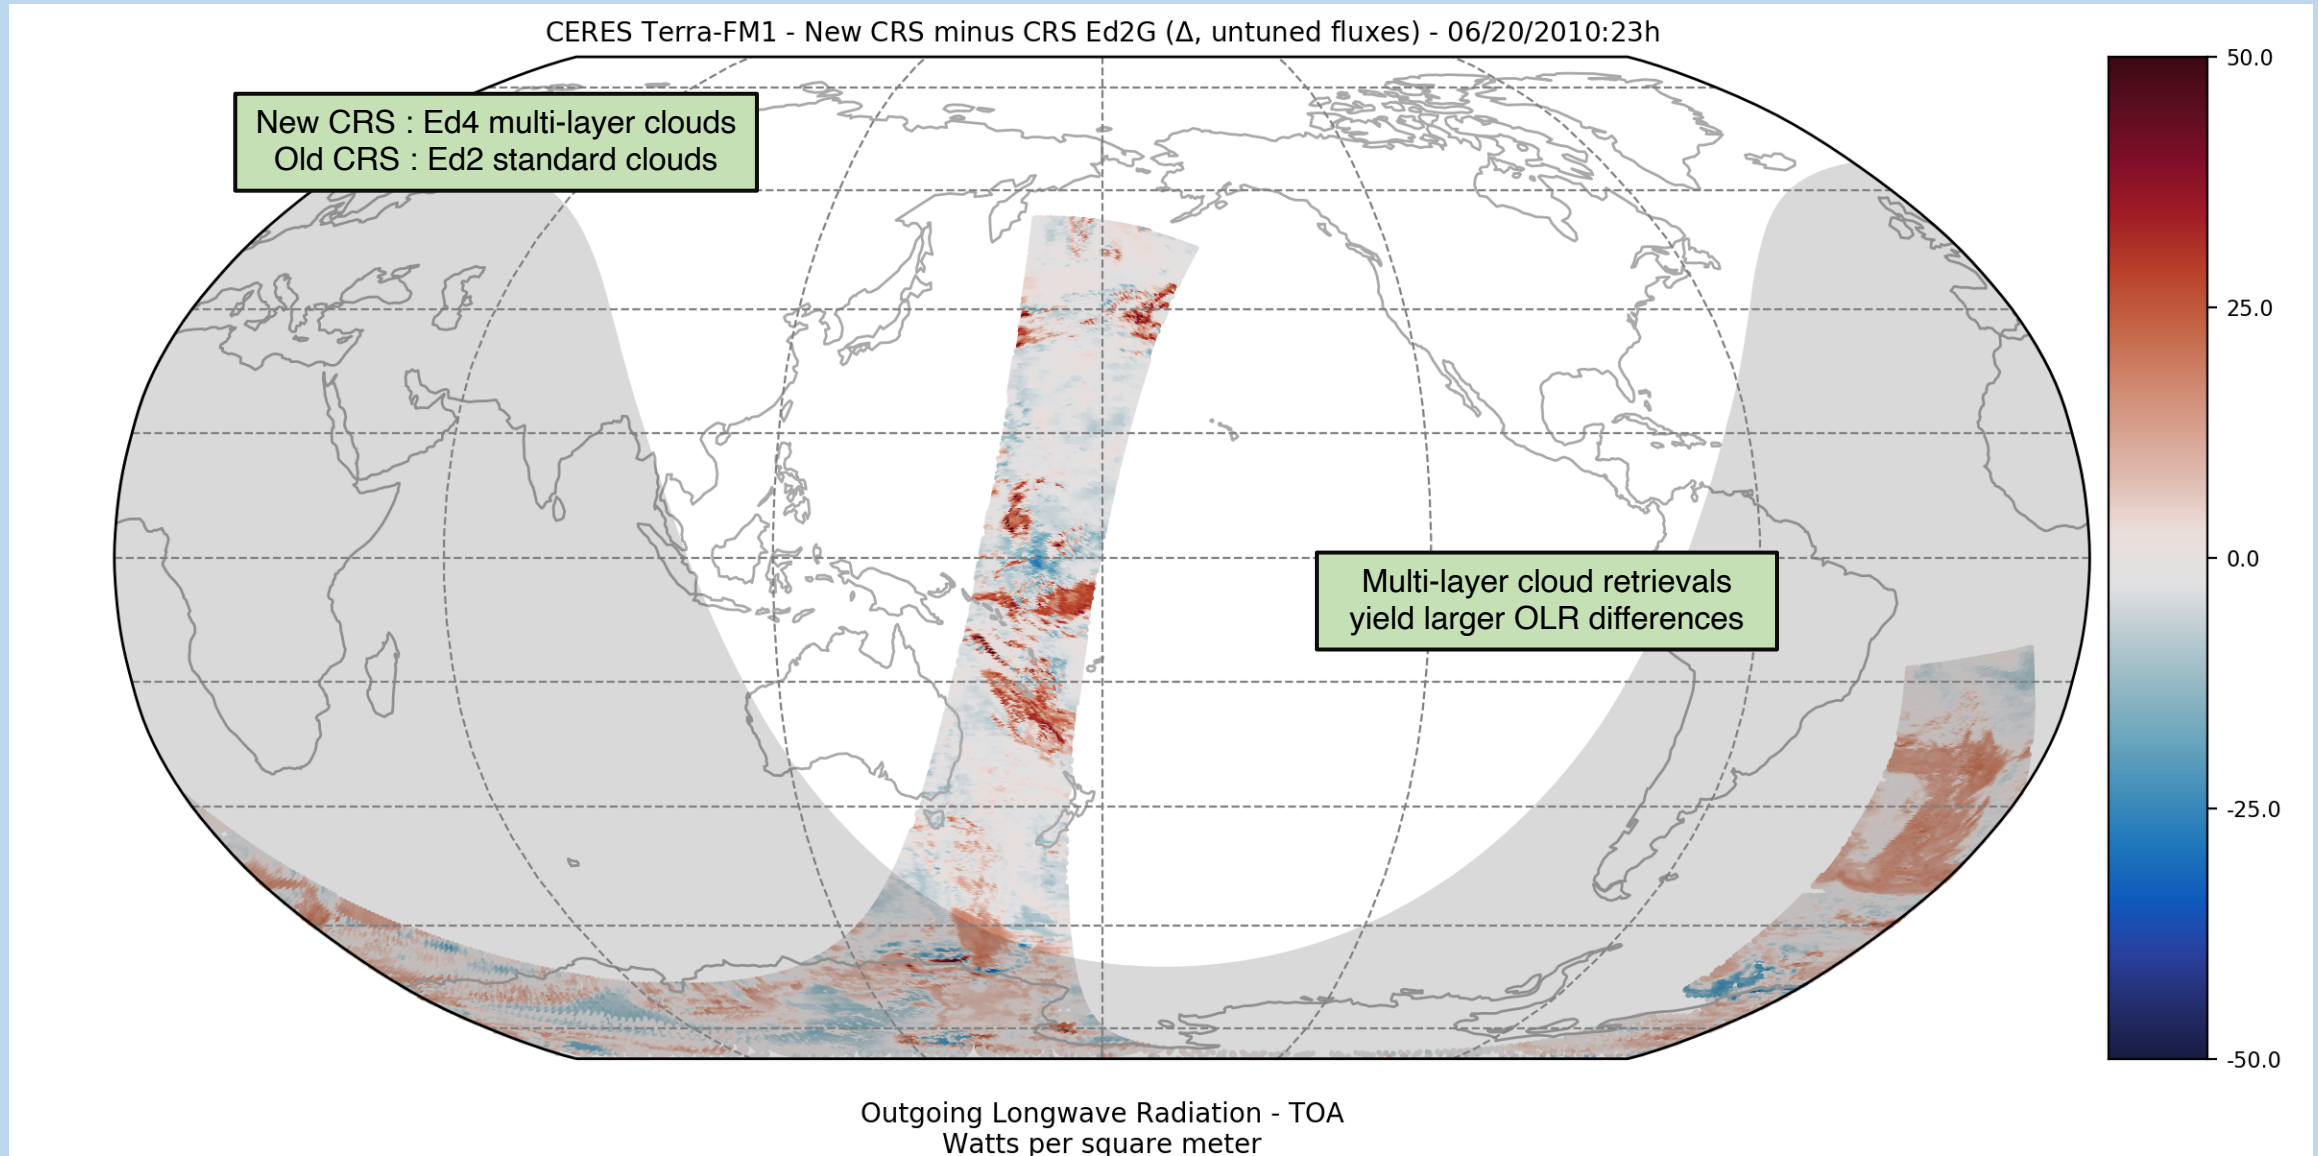 CERES Terra-FM1 - New CRS minus CRS Ed2G (Δ, untuned fluxes) - 06/20/2010:23h
New CRS : Ed4 multi-layer clouds
Old CRS : Ed2 standard clouds
Multi-layer cloud retrievals
yield larger OLR differences
50.0
25.0
0.0
-25.0
-50.0
Outgoing Longwave Radiation - TOA
Watts per square meter